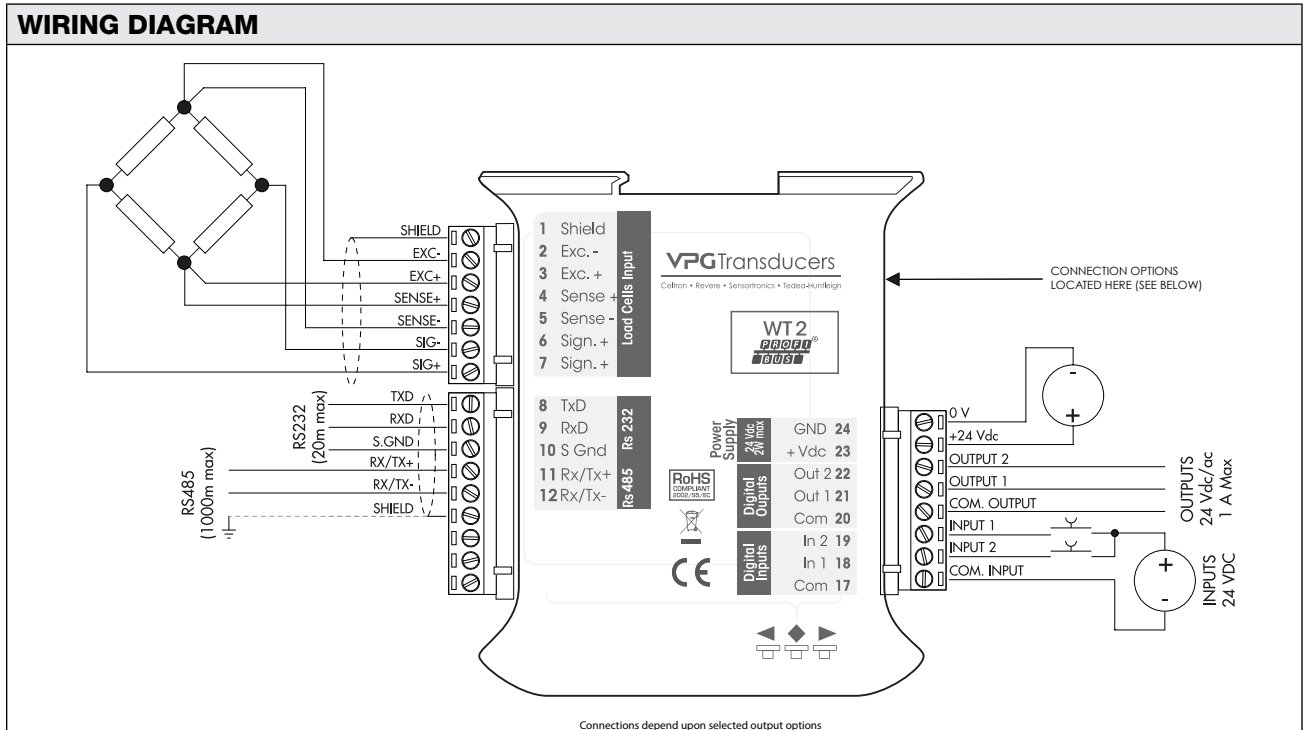 WIRING DIAGRAM
SHIELD
EXC-
EXC+
SENSE+
SENSE-
SIG-
SIG+
TXD
RXD
S.GND
RX/TX+
RX/TX-
SHIELD
RS232
(20m max)
RS485
(1000m max)
1 Shield
2 Exc. -
3 Exc. +
4 Sense +
5 Sense -
6 Sign. +
7 Sign. +
Load Cells Input
8 TxD
9 RxD
10 S Gnd
11 Rx/Tx+
12 Rx/Tx-
Rs 232
Rs 485
VPG Transducers
Celtron • Revere • Sensortronics • Tedea-Huntleigh
WT 2
PROFI®
BUS
RoHS
COMPLIANT
2002/95/EC
CE
Power
Supply
24 Vdc
2W max
GND 24
+ Vdc 23
Digital
Ouputs
Out 2 22
Out 1 21
Com 20
Digital
Inputs
In 2 19
In 1 18
Com 17
CONNECTION OPTIONS
LOCATED HERE (SEE BELOW)
0 V
+24 Vdc
OUTPUT 2
OUTPUT 1
COM. OUTPUT
INPUT 1
INPUT 2
COM. INPUT
-
+
OUTPUTS
24 Vdc/ac
1 A Max
+
-
INPUTS
24 VDC
Connections depend upon selected output options